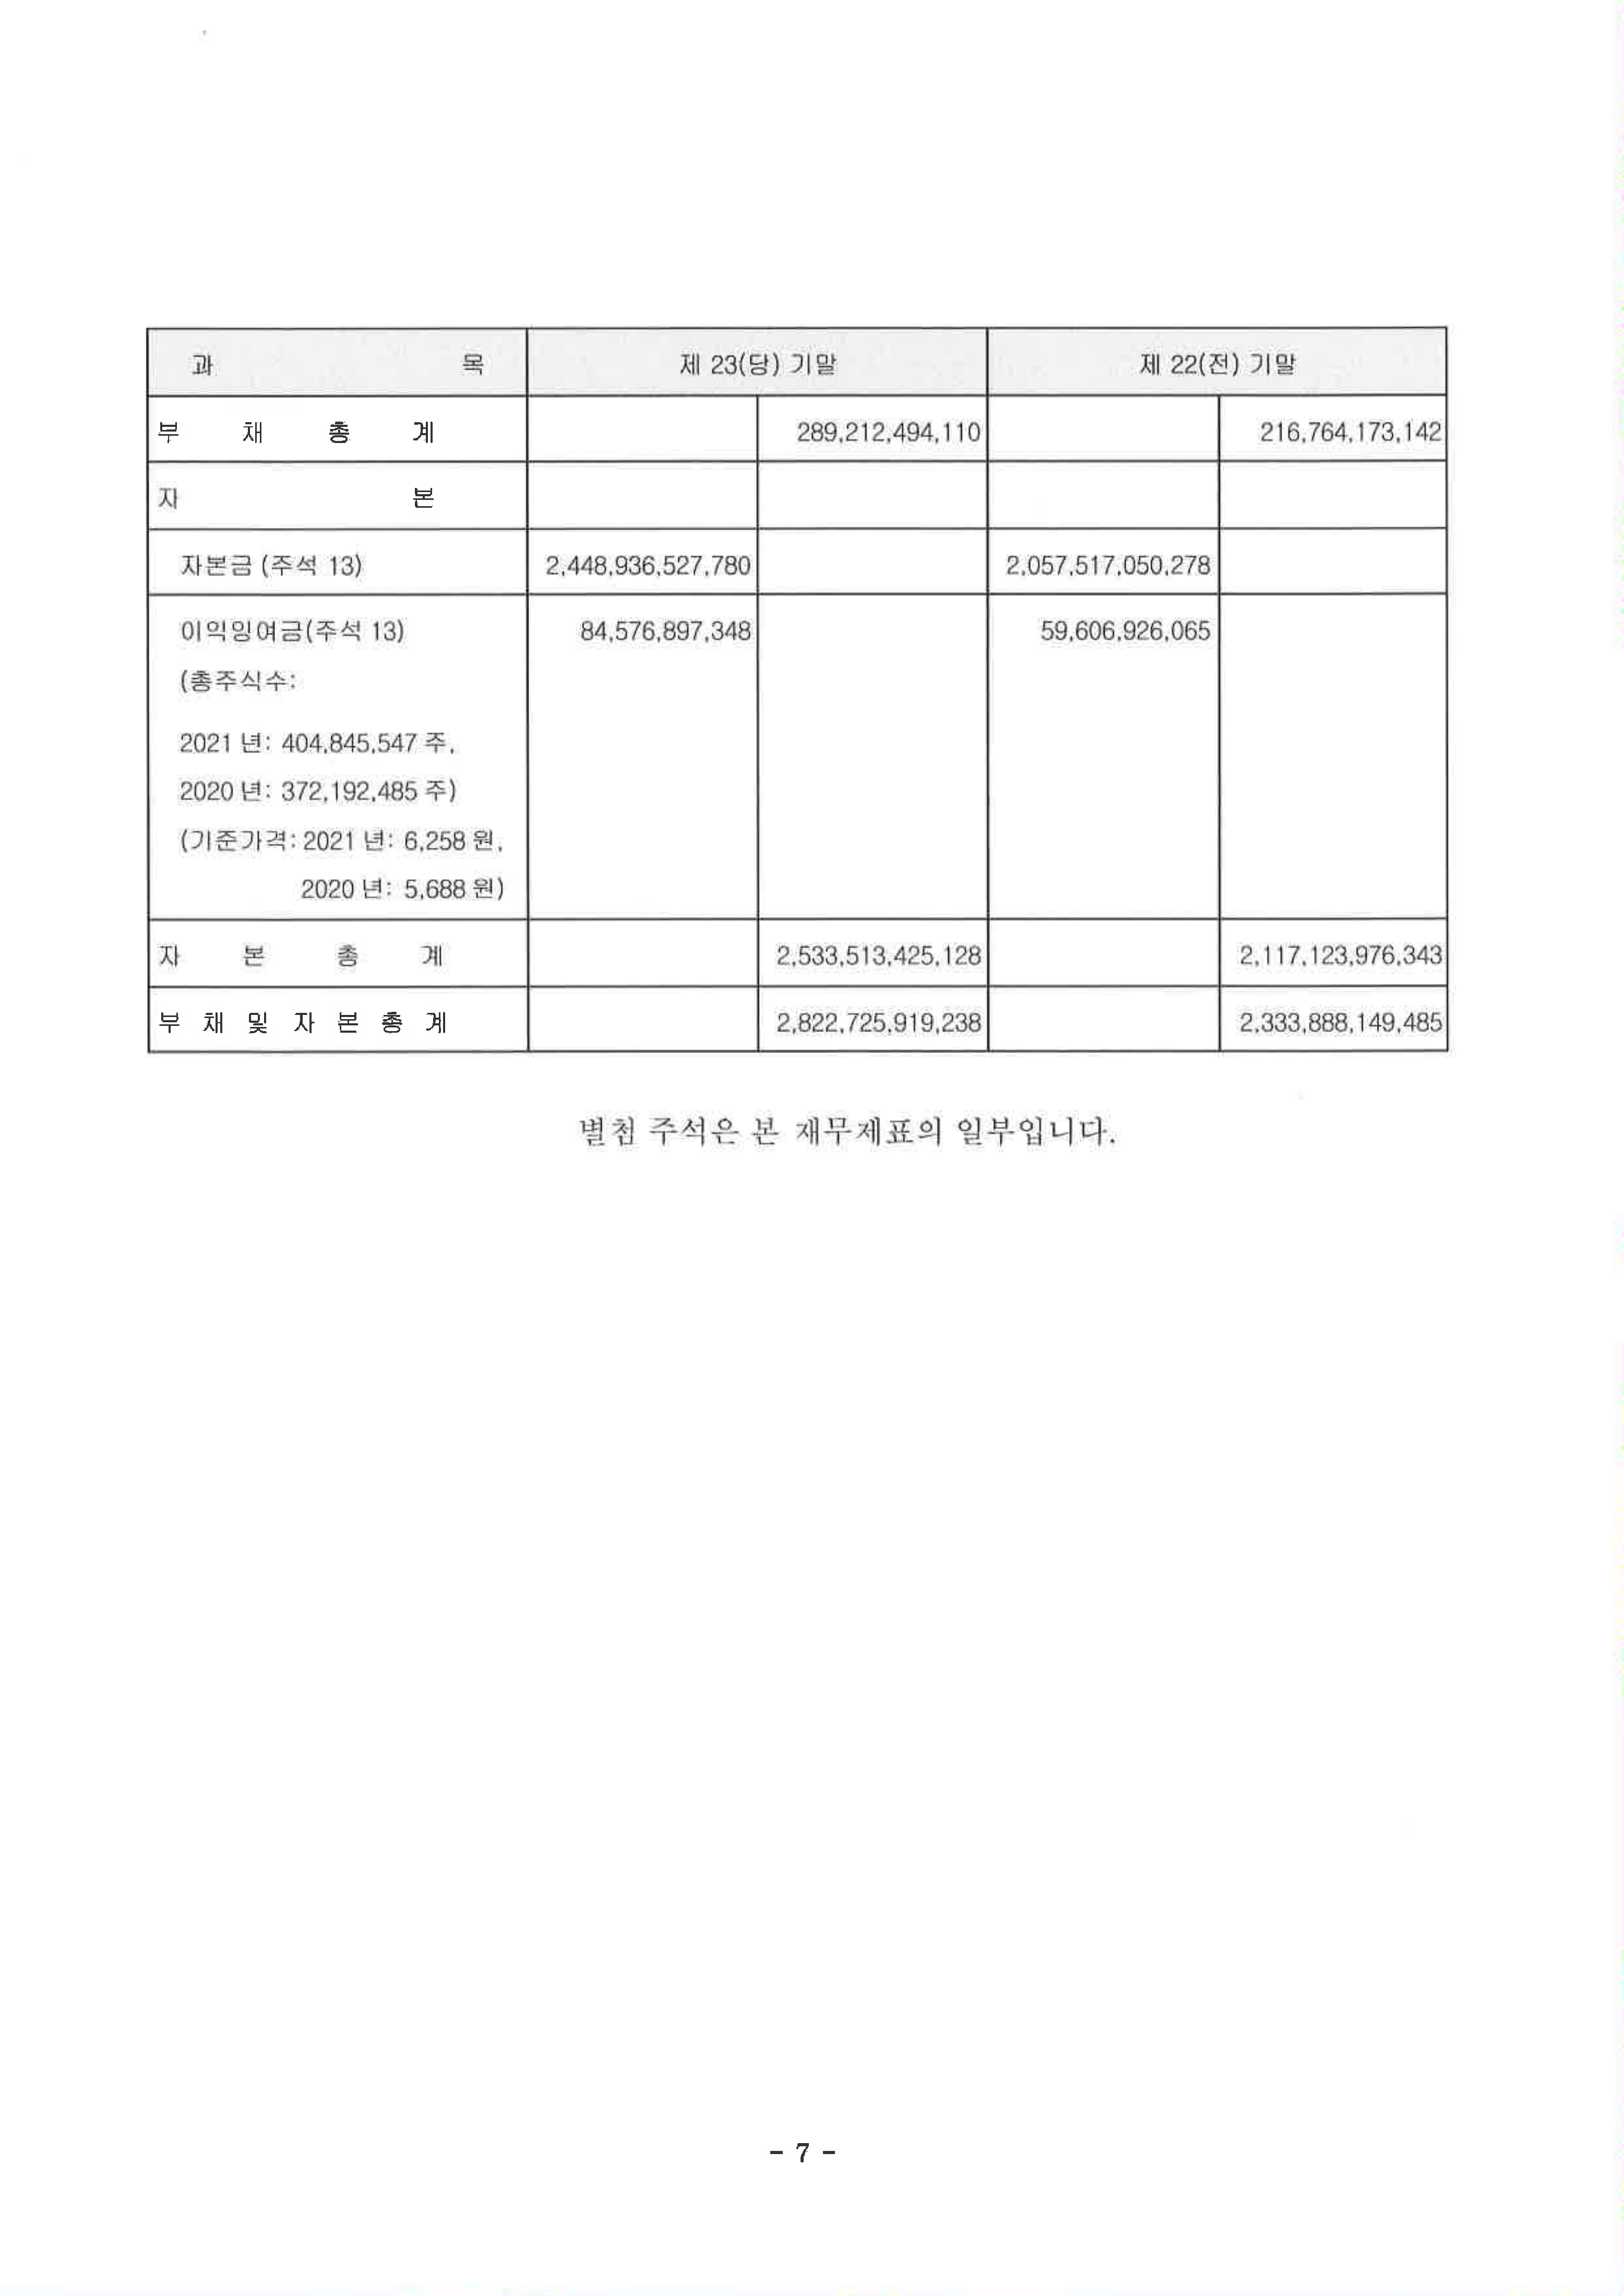 과 목 제 23(당) 기말 제 22(전) 기말
부 채 총 계 289,212,494,110 216,764,173,142
자 본
자본금 (주석 13) 2,448,936,527,780 2,057,517,050,278
이익잉여금(주석 13) 84,576,897,348 59,606,926,065
(총주식수:
2021 년: 404,845,547 주,
2020 년: 372,192,485 주)
(기준가격: 2021 년: 6,258 원,
2020 년: 5,688 원)
자 본 총 계 2,533,513,425,128 2,117,123,976,343
부 채 및 자 본 총 계 2,822,725,919,238 2,333,888,149,485
별첨 주석은 본 재무제표의 일부입니다.
- 7 -